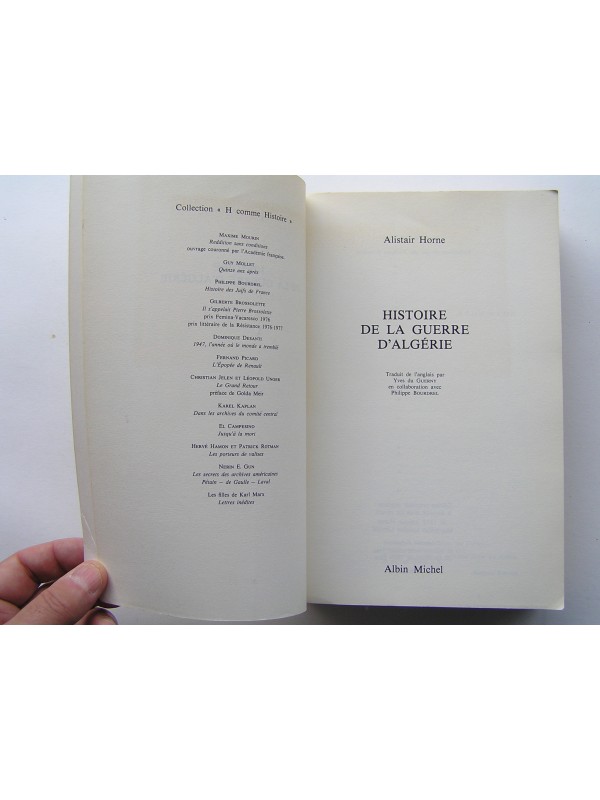 Collection « H comme Histoire »
MAXIME MOURIN
Reddition sans conditions
ouvrage couronné par l'Académie française
GUY MOLLET
Quinze ans après
PHILIPPE BOURDREL
Histoire des Juifs de France
GILBERTE BROSSOLETTE
Il s'appelait Pierre Brossolette
prix Femina-Vacaresco 1976
prix littéraire de la Résistance 1976-1977
DOMINIQUE DESANTI
1947, l'année où le monde a tremblé
FERNAND PICARD
L'Épopée de Renault
CHRISTIAN JELEN ET LÉOPOLD UNGER
Le Grand Retour
préface de Golda Meir
KAREL KAPLAN
Dans les archives du comité central
EL CAMPESINO
Jusqu'à la mort
HERVÉ HAMON ET PATRICK ROTMAN
Les porteurs de valises
NERIN E. GUN
Les secrets des archives américaines
Pétain – de Gaulle – Laval
Les filles de Karl Marx
Lettres inédites
Alistair Horne
HISTOIRE
DE LA GUERRE
D'ALGÉRIE
Traduit de l'anglais par
Yves du GUERNY
en collaboration avec
Philippe BOURDREL
Albin Michel